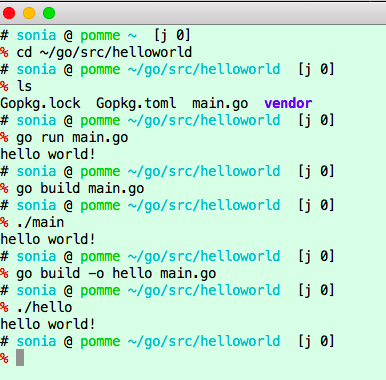 # sonia @ pomme ~  [j 0]
% cd ~/go/src/helloworld
# sonia @ pomme ~/go/src/helloworld  [j 0]
% ls
Gopkg.lock  Gopkg.toml  main.go  vendor
# sonia @ pomme ~/go/src/helloworld  [j 0]
% go run main.go
hello world!
# sonia @ pomme ~/go/src/helloworld  [j 0]
% go build main.go
# sonia @ pomme ~/go/src/helloworld  [j 0]
% ./main
hello world!
# sonia @ pomme ~/go/src/helloworld  [j 0]
% go build -o hello main.go
# sonia @ pomme ~/go/src/helloworld  [j 0]
% ./hello
hello world!
# sonia @ pomme ~/go/src/helloworld  [j 0]
%